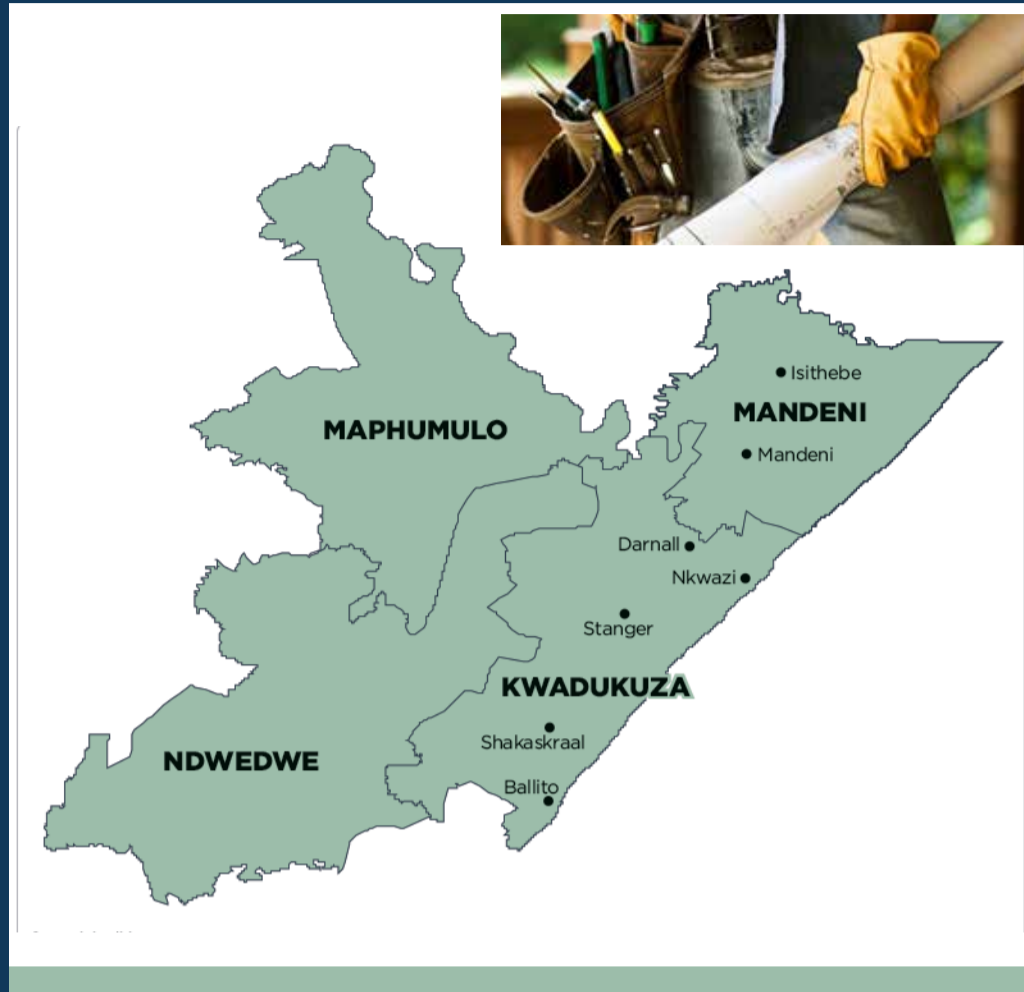 Isithebe
MANDENI
MAPHUMULO
Mandeni
Darnall
Nkwazi
Stanger
KWADUKUZA
Shakaskraal
NDWEDWE
Ballito